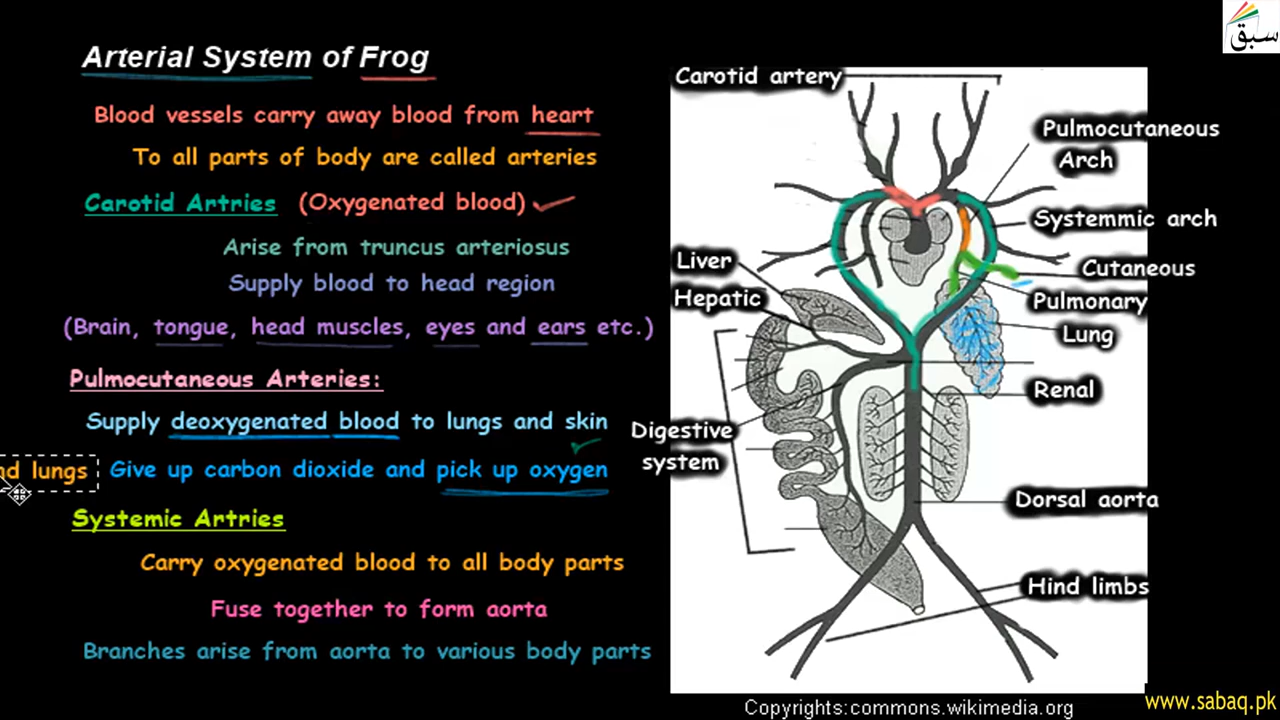 سبق
Arterial System of Frog
Blood vessels carry away blood from heart
To all parts of body are called arteries
Carotid Artries (Oxygenated blood)
Arise from truncus arteriosus
Supply blood to head region
(Brain, tongue, head muscles, eyes and ears etc.)
Pulmocutaneous Arteries:
Supply deoxygenated blood to lungs and skin
lungs
Give up carbon dioxide and pick up oxygen
Systemic Artries
Carry oxygenated blood to all body parts
Fuse together to form aorta
Branches arise from aorta to various body parts
Carotid artery
Pulmocutaneous
Arch
Systemmic arch
Cutaneous
Pulmonary
Lung
Liver
Hepatic
Renal
Digestive
system
Dorsal aorta
Hind limbs
Copyrights:commons.wikimedia.org
www.sabaq.pk